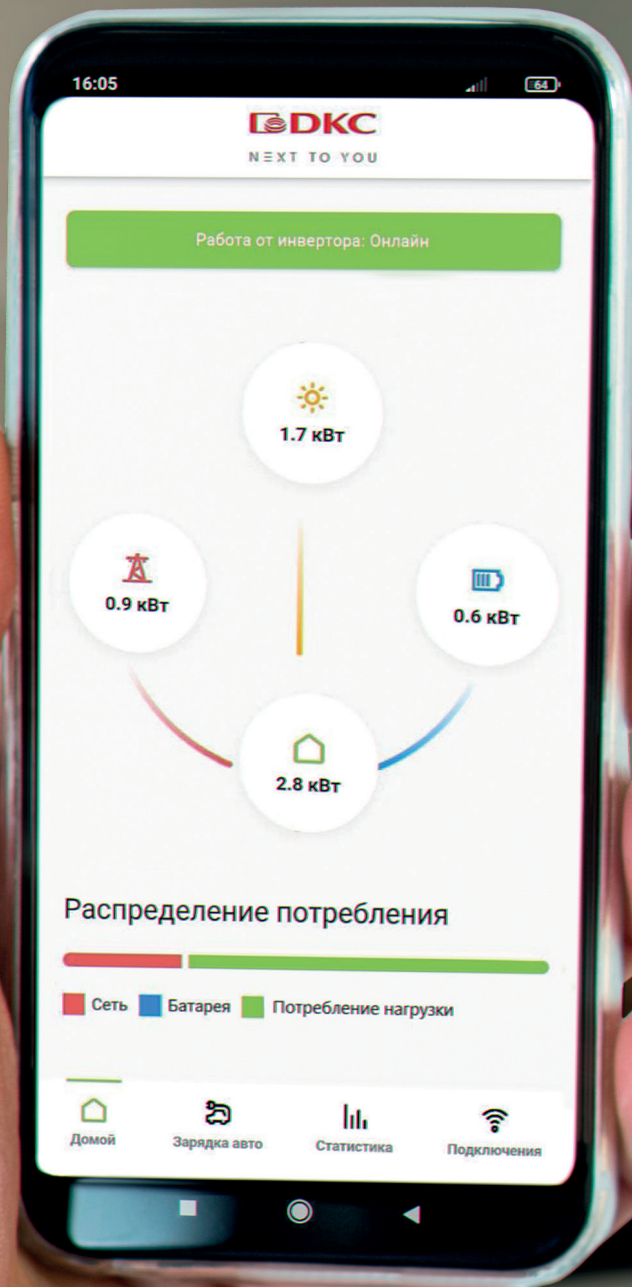 16:05
64
DKC
NEXT TO YOU
Работа от инвертора: Онлайн
1.7 кВт
0.9 кВт
0.6 кВт
2.8 кВт
Распределение потребления
Сеть Батарея Потребление нагрузки
Домой Зарядка авто Статистика Подключения